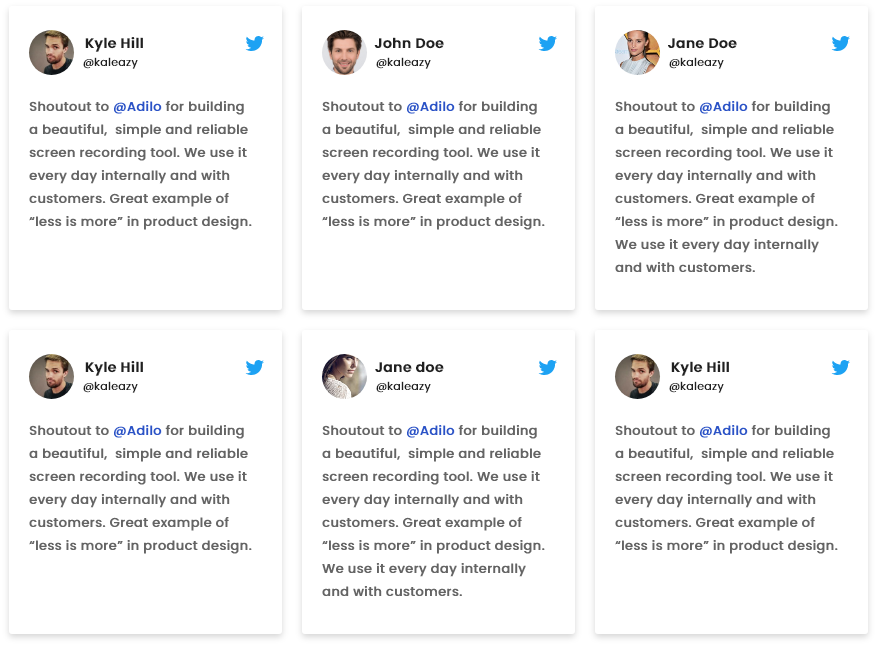 Kyle Hill
@kaleazy
Shoutout to @Adilo for building
a beautiful,  simple and reliable
screen recording tool. We use it
every day internally and with
customers. Great example of
“less is more” in product design.
John Doe
@kaleazy
Shoutout to @Adilo for building
a beautiful,  simple and reliable
screen recording tool. We use it
every day internally and with
customers. Great example of
“less is more” in product design.
Jane Doe
@kaleazy
Shoutout to @Adilo for building
a beautiful,  simple and reliable
screen recording tool. We use it
every day internally and with
customers. Great example of
“less is more” in product design.
We use it every day internally
and with customers.
Kyle Hill
@kaleazy
Shoutout to @Adilo for building
a beautiful,  simple and reliable
screen recording tool. We use it
every day internally and with
customers. Great example of
“less is more” in product design.
Jane doe
@kaleazy
Shoutout to @Adilo for building
a beautiful,  simple and reliable
screen recording tool. We use it
every day internally and with
customers. Great example of
“less is more” in product design.
We use it every day internally
and with customers.
Kyle Hill
@kaleazy
Shoutout to @Adilo for building
a beautiful,  simple and reliable
screen recording tool. We use it
every day internally and with
customers. Great example of
“less is more” in product design.